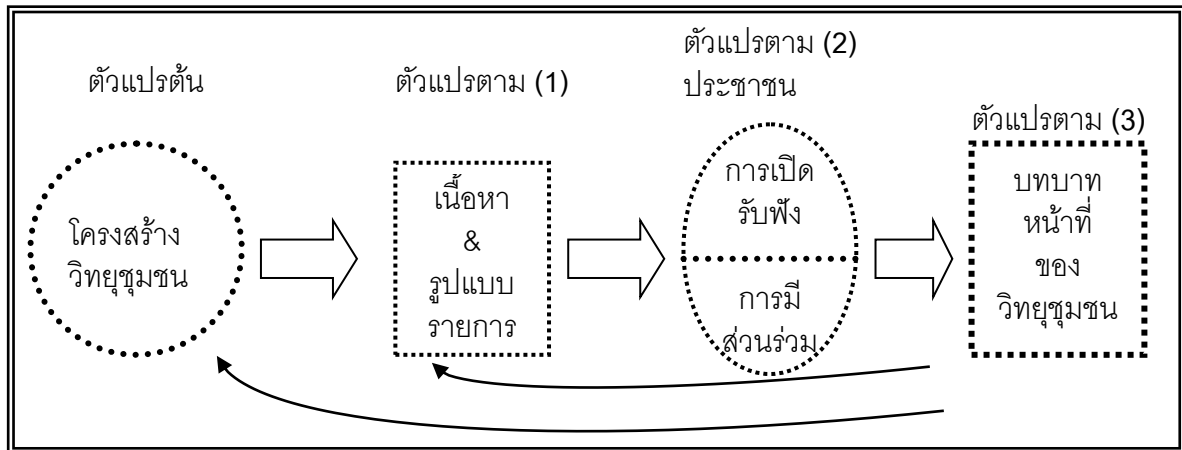 ตัวแปรต้น
โครงสร้าง
วิทยุชุมชน
ตัวแปรตาม (1)
เนื้อหา
&
รูปแบบ
รายการ
ตัวแปรตาม (2)
ประชาชน
การเปิด
รับฟัง
การมี
ส่วนร่วม
ตัวแปรตาม (3)
บทบาท
หน้าที่
ของ
วิทยุชุมชน